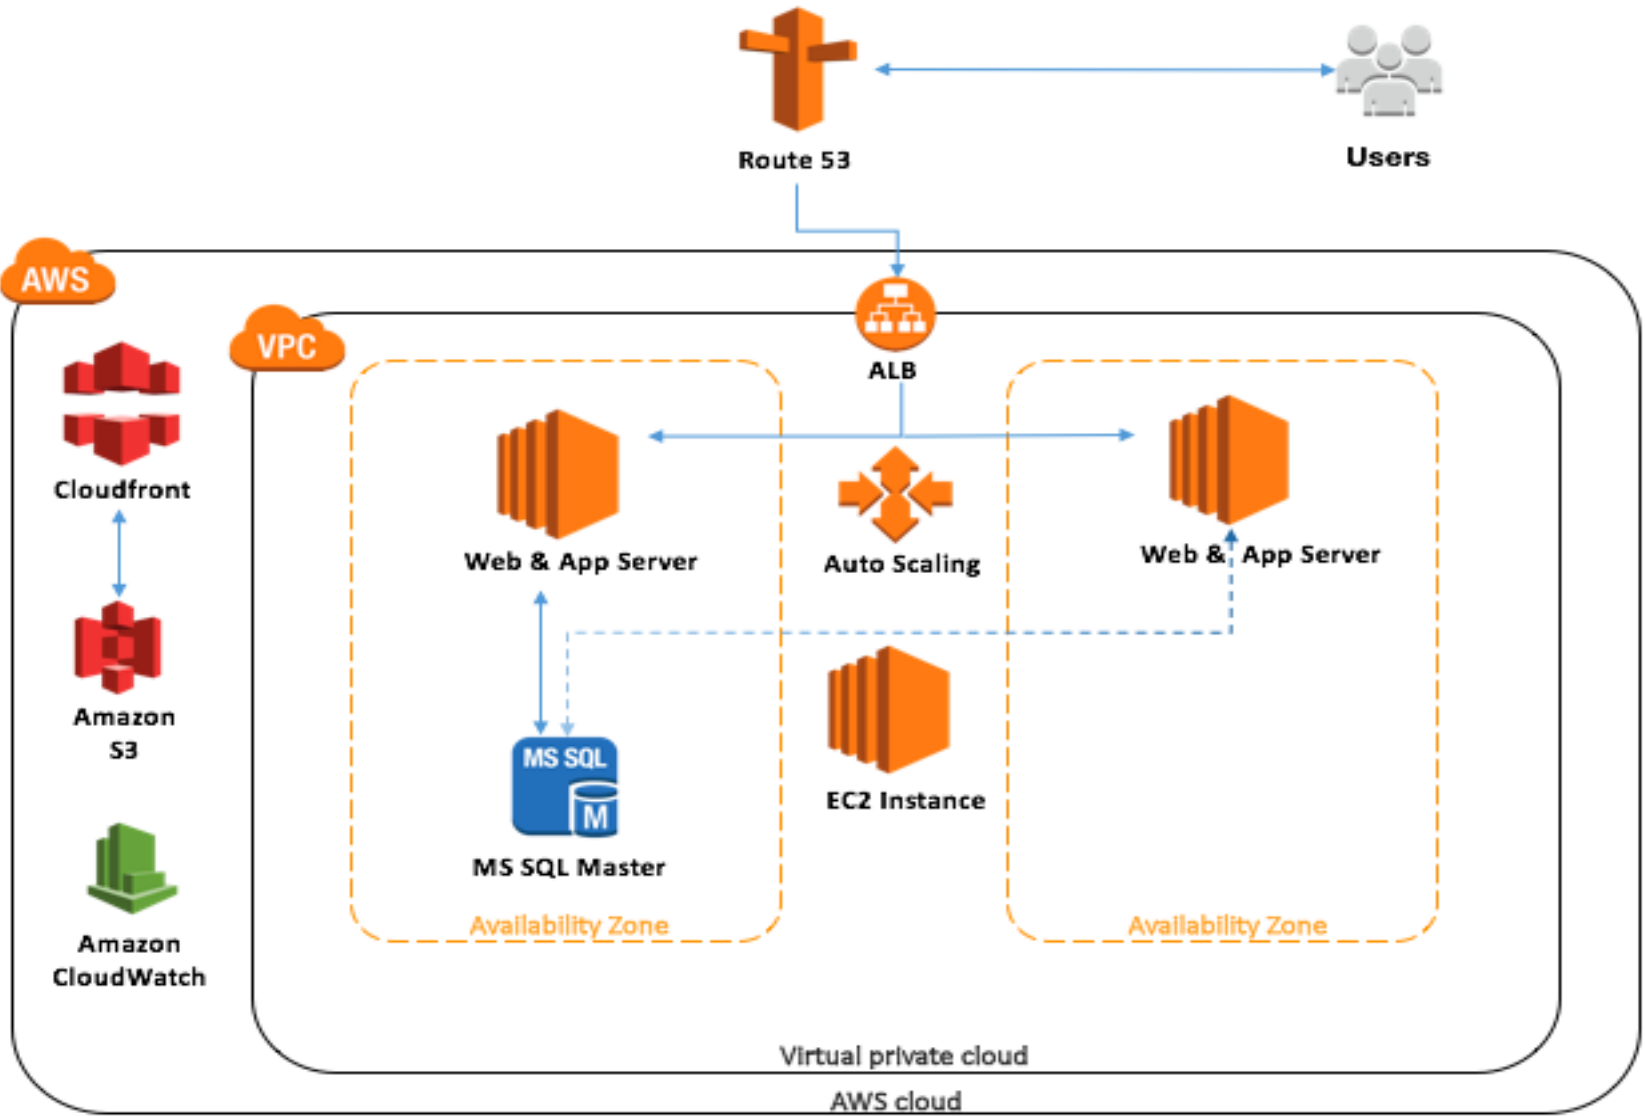 Route 53
Users
AWS
VPC
ALB
Cloudfront
Web & App Server
Auto Scaling
Web & App Server
Amazon
S3
MS SQL
M
EC2 Instance
MS SQL Master
Availability Zone
Availability Zone
Amazon
CloudWatch
Virtual private cloud
AWS cloud